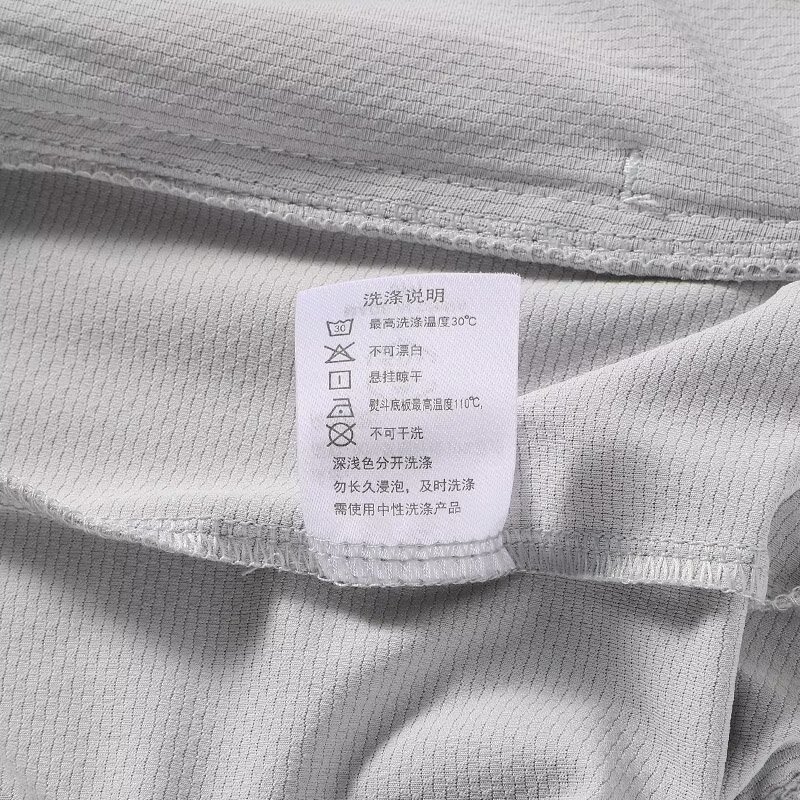 洗涤说明
30 最高洗涤温度30℃
不可漂白
悬挂晾干
熨斗底板最高温度110℃,
不可干洗
深浅色分开洗涤
勿长久浸泡，及时洗涤
需使用中性洗涤产品